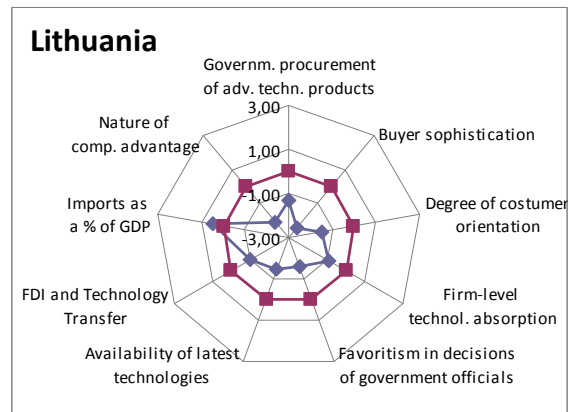 Lithuania
Governm. procurement
of adv. techn. products
3,00
1,00
-1,00
-3,00
Buyer sophistication
Degree of costumer
orientation
Firm-level
technol. absorption
Favoritism in decisions
of government officials
Availability of latest
technologies
FDI and Technology
Transfer
Imports as
a % of GDP
Nature of
comp. advantage